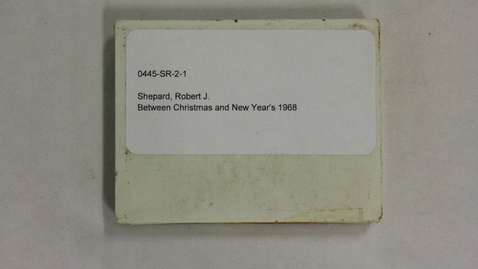 0445-SR-2-1
Shepard, Robert J.
Between Christmas and New Year's 1968